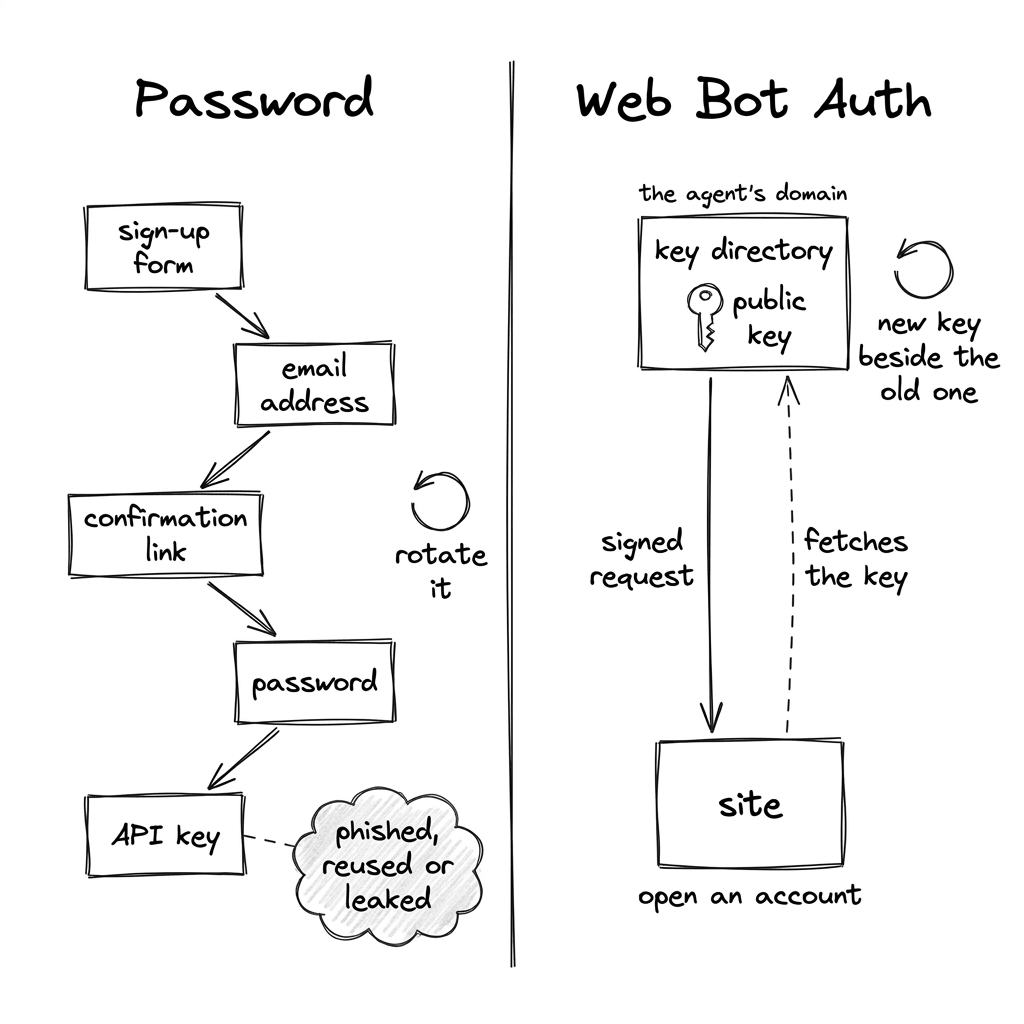 Password
sign-up
form
email
address
confirmation
link
rotate
it
password
API key
phished,
reused or
leaked
Web Bot Auth
the agent's domain
key directory
public
key
new key
beside the
old one
signed
request
fetches
the key
site
open an account